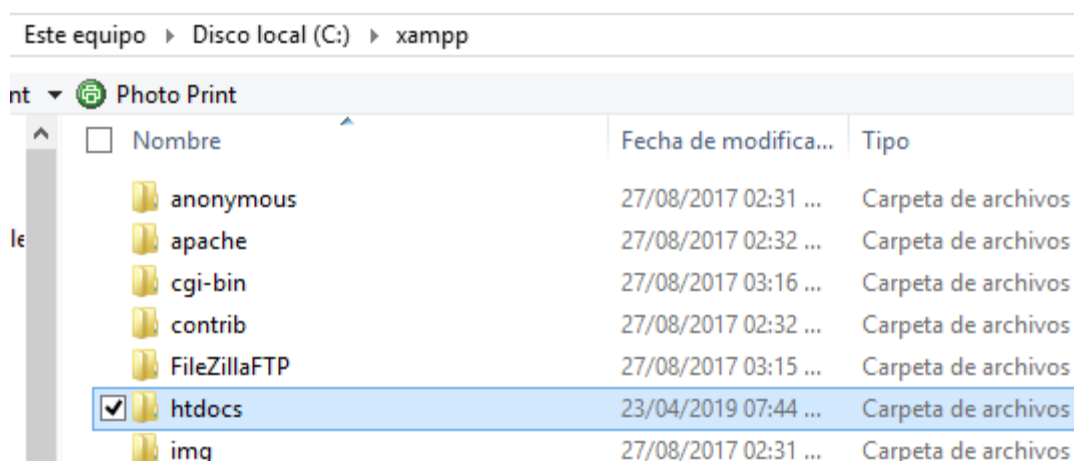 Este equipo ▸ Disco local (C:) ▸ xampp
nt Photo Print
Nombre Fecha de modifica... Tipo
anonymous 27/08/2017 02:31 ... Carpeta de archivos
le apache 27/08/2017 02:32 ... Carpeta de archivos
cgi-bin 27/08/2017 03:16 ... Carpeta de archivos
contrib 27/08/2017 02:32 ... Carpeta de archivos
FileZillaFTP 27/08/2017 03:15 ... Carpeta de archivos
htdocs 23/04/2019 07:44 ... Carpeta de archivos
img 27/08/2017 02:31 ... Carpeta de archivos